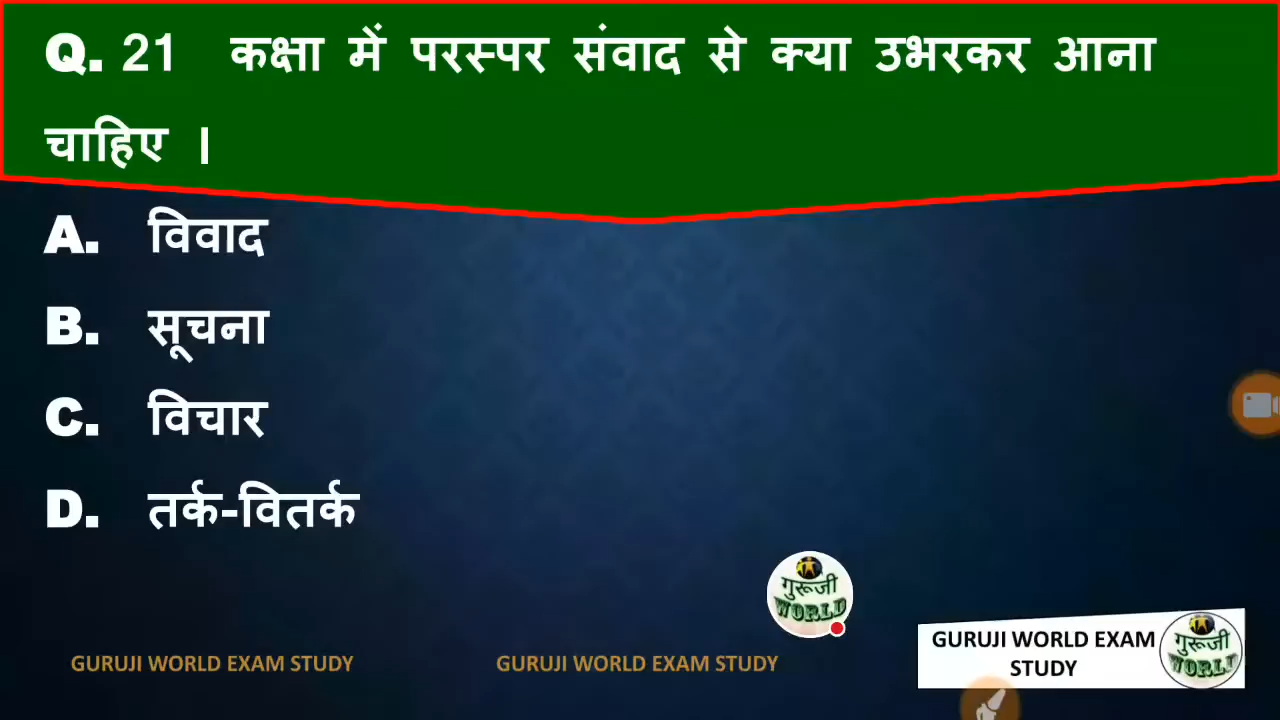 Q. 21 कक्षा में परस्पर संवाद से क्या उभरकर आना
चाहिए ।
A. विवाद
B. सूचना
C. विचार
D. तर्क-वितर्क
गुरूजी
WORLD
GURUJI WORLD EXAM STUDY
GURUJI WORLD EXAM STUDY
GURUJI WORLD EXAM
STUDY
गुरूजी
WORLD